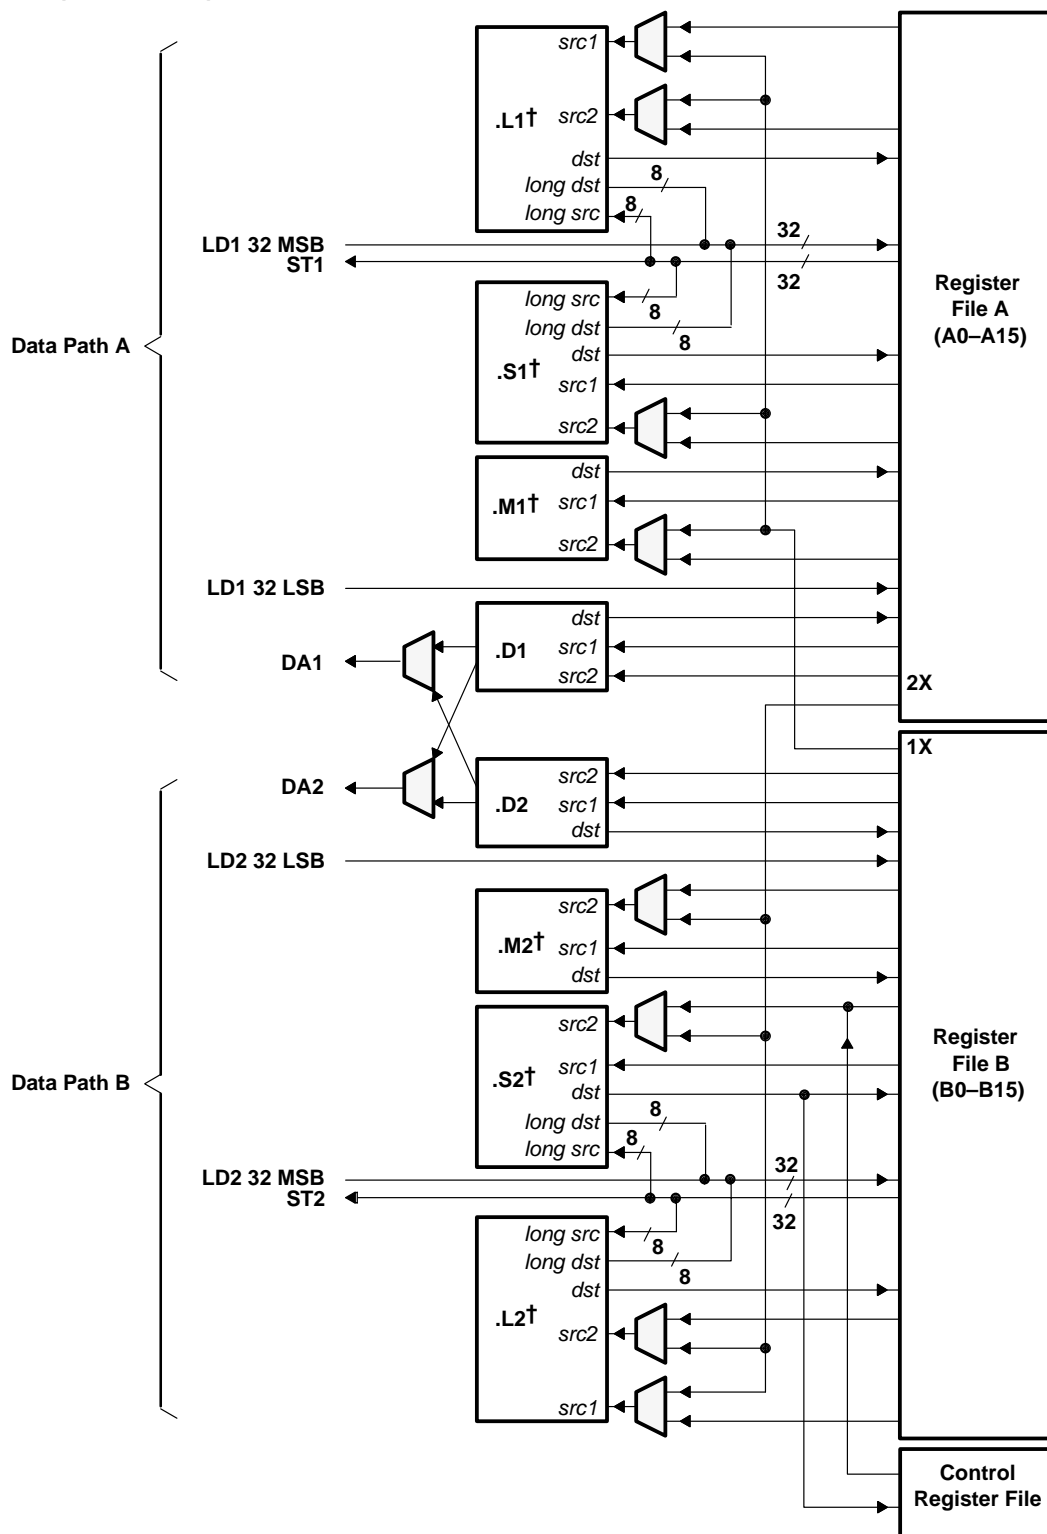 src1
.L1†
src2
dst
8
long dst
8
long src
LD1 32 MSB
32
ST1
32
Register
File A
(A0–A15)
long src
8
long dst
8
Data Path A
dst
.S1†
src1
src2
dst
.M1†
src1
src2
LD1 32 LSB
dst
.D1
src1
DA1
src2
2X
1X
DA2
src2
.D2
src1
dst
LD2 32 LSB
src2
.M2†
src1
dst
src2
Register
File B
(B0–B15)
Data Path B
.S2†
src1
dst
8
long dst
8
long src
LD2 32 MSB
32
ST2
32
long src
8
long dst
8
dst
.L2†
src2
src1
Control
Register File